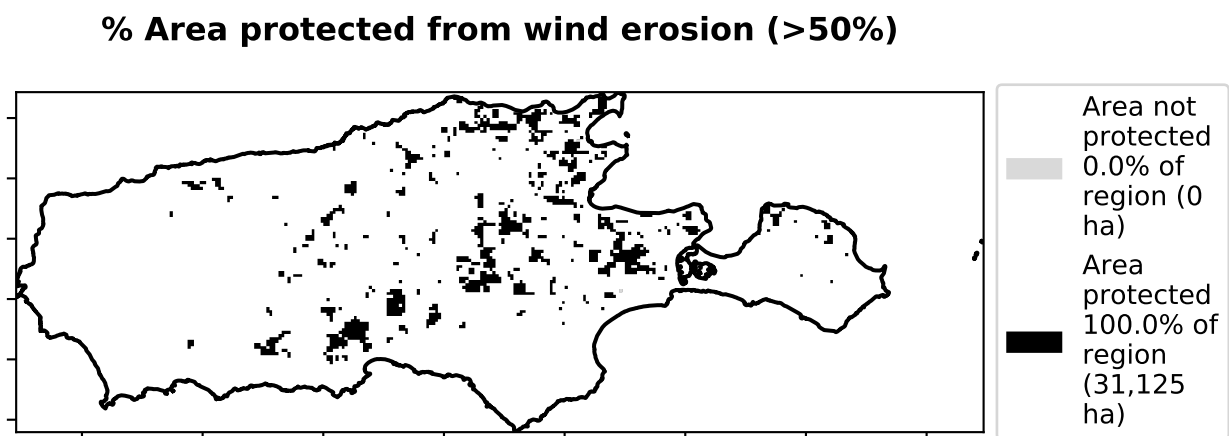 % Area protected from wind erosion (>50%)
Area not
protected
0.0% of
region (0
ha)
Area
protected
100.0% of
region
(31,125
ha)